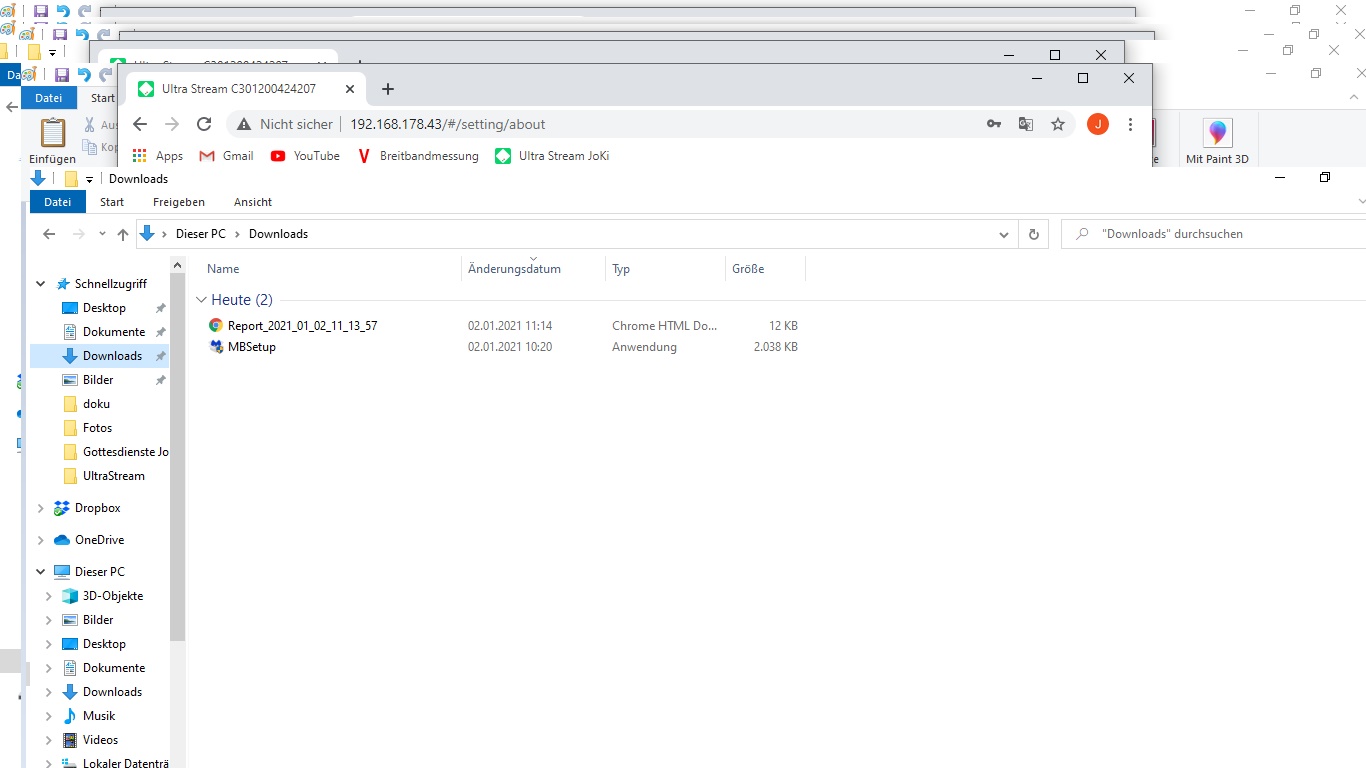 Da
Datei Start
Ultra Stream C301200424207
Nicht sicher 192.168.178.43/#/setting/about
Einfügen Aus Kop Mit Paint 3D
Apps Gmail YouTube Breitbandmessung Ultra Stream JoKi
Downloads
Datei Start Freigeben Ansicht
Dieser PC Downloads "Downloads" durchsuchen
Name Änderungsdatum Typ Größe
Schnellzugriff
Heute (2)
Desktop
Report_2021_01_02_11_13_57 02.01.2021 11:14 Chrome HTML Do... 12 KB
Dokumente
MBSetup 02.01.2021 10:20 Anwendung 2.038 KB
Downloads
Bilder
doku
Fotos
Gottesdienste Jo
UltraStream
Dropbox
OneDrive
Dieser PC
3D-Objekte
Bilder
Desktop
Dokumente
Downloads
Musik
Videos
Lokaler Datenträ